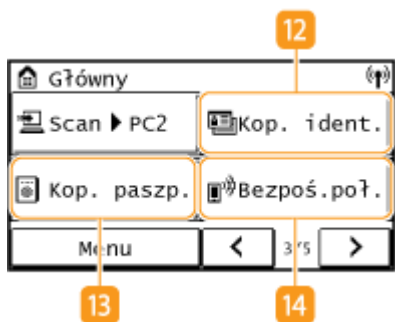 12
Główny
Scan ▶ PC2
Kop. ident.
Kop. paszp.
Bezpoś.poł.
Menu
< 3/5 >
13
14